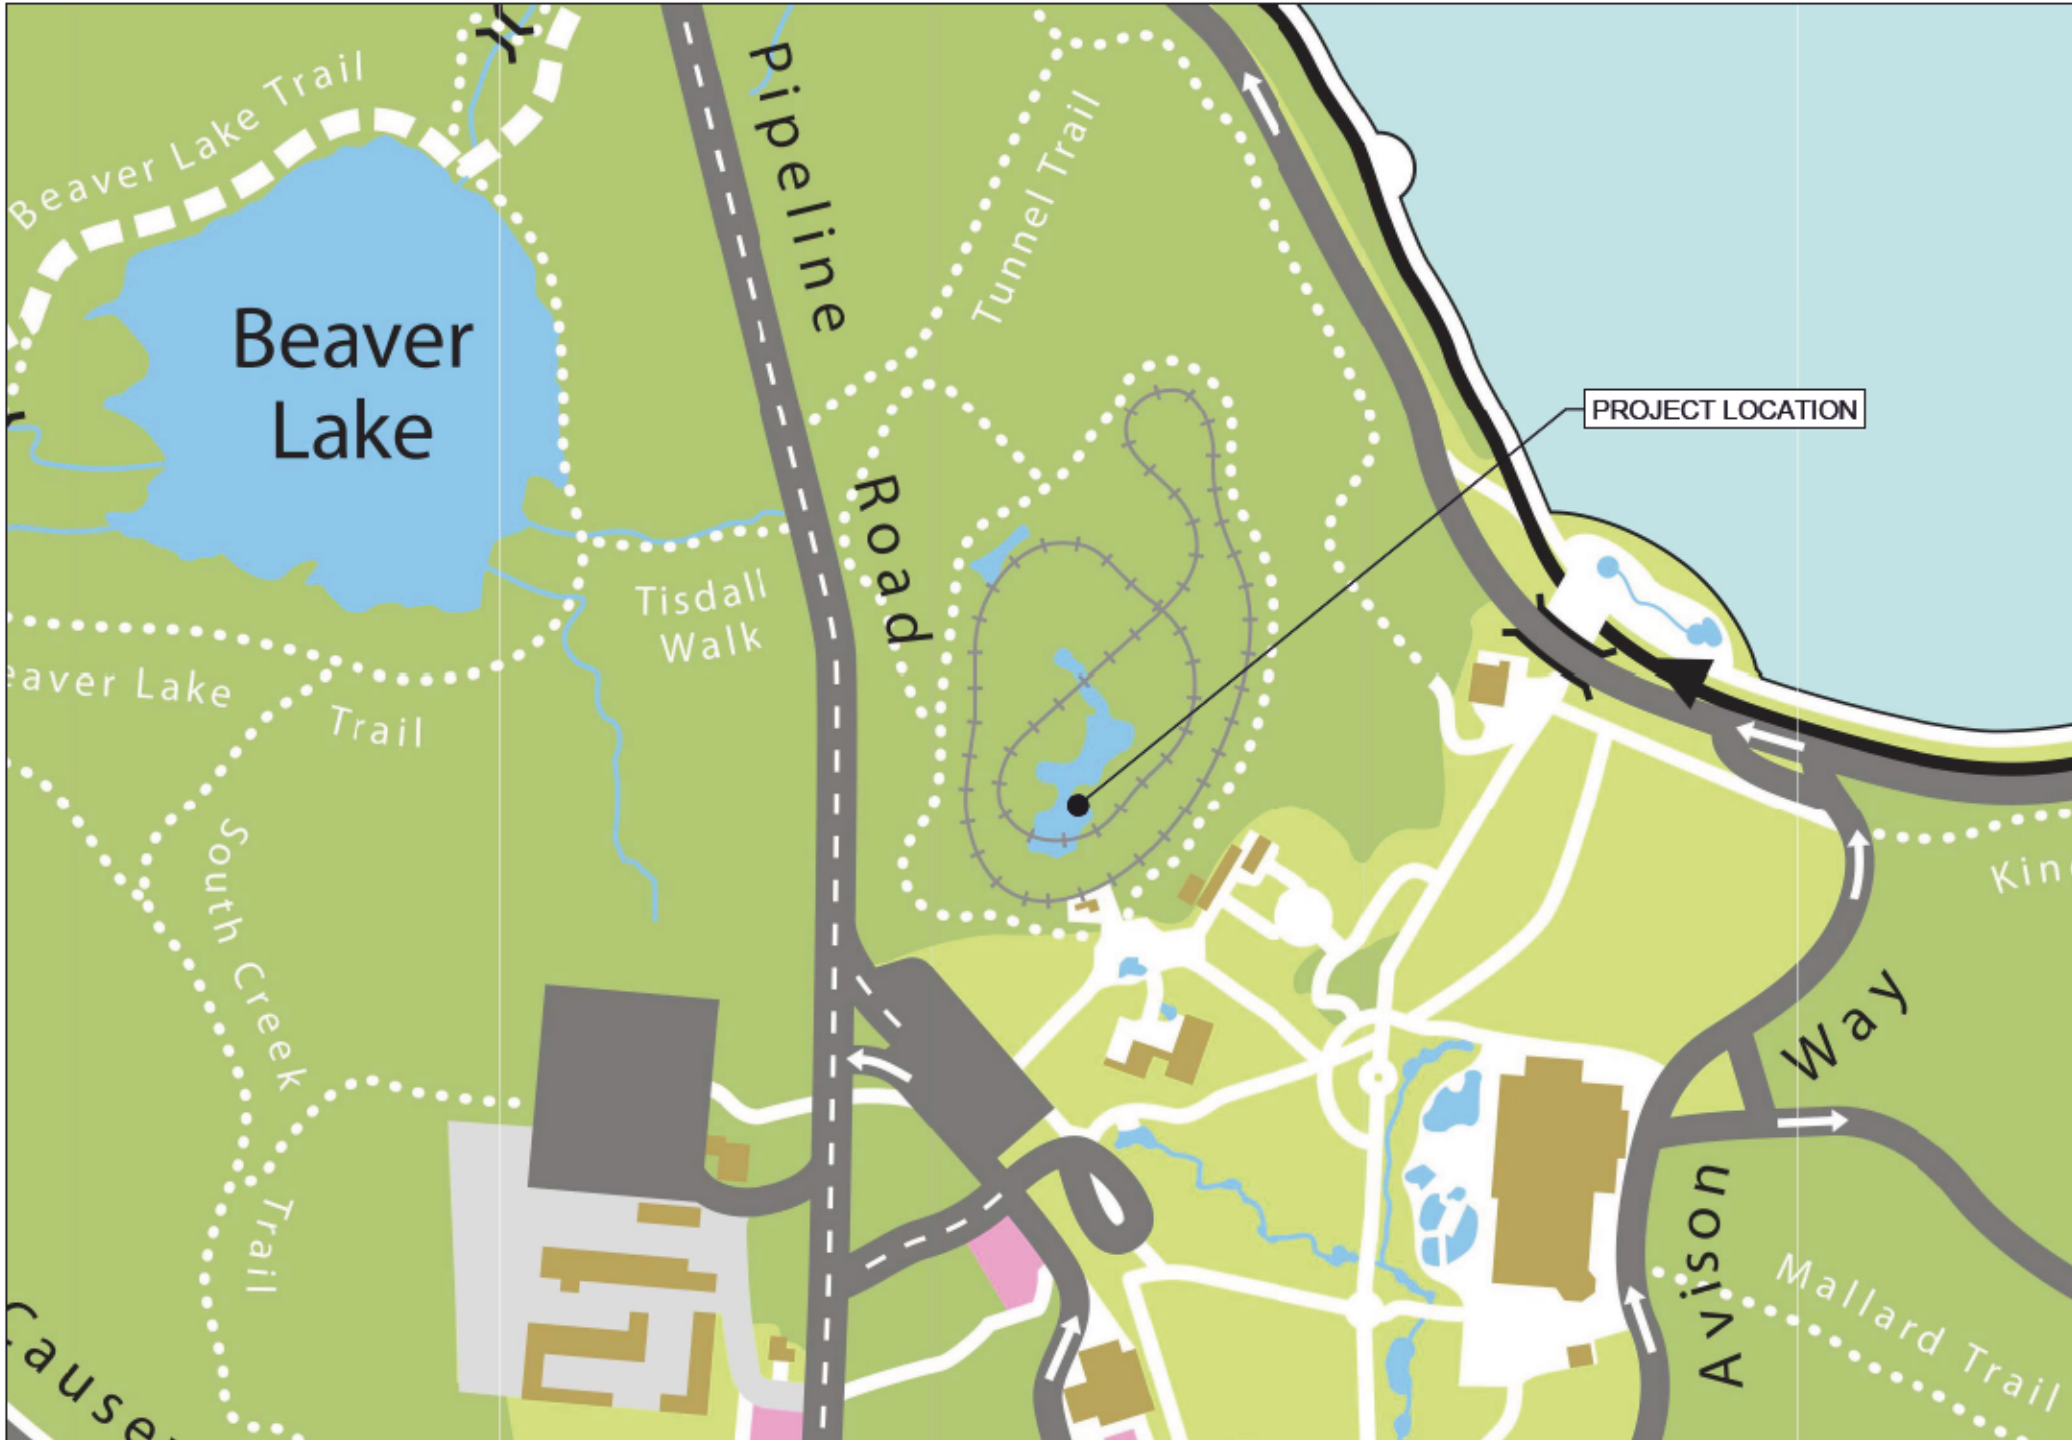 Beaver Lake Trail
Pipeline
Road
Tunnel Trail
Beaver
Lake
PROJECT LOCATION
Tisdall
Walk
eaver Lake
Trail
South Creek
Trail
Kin
Way
Avison
Mallard Trail
Cause